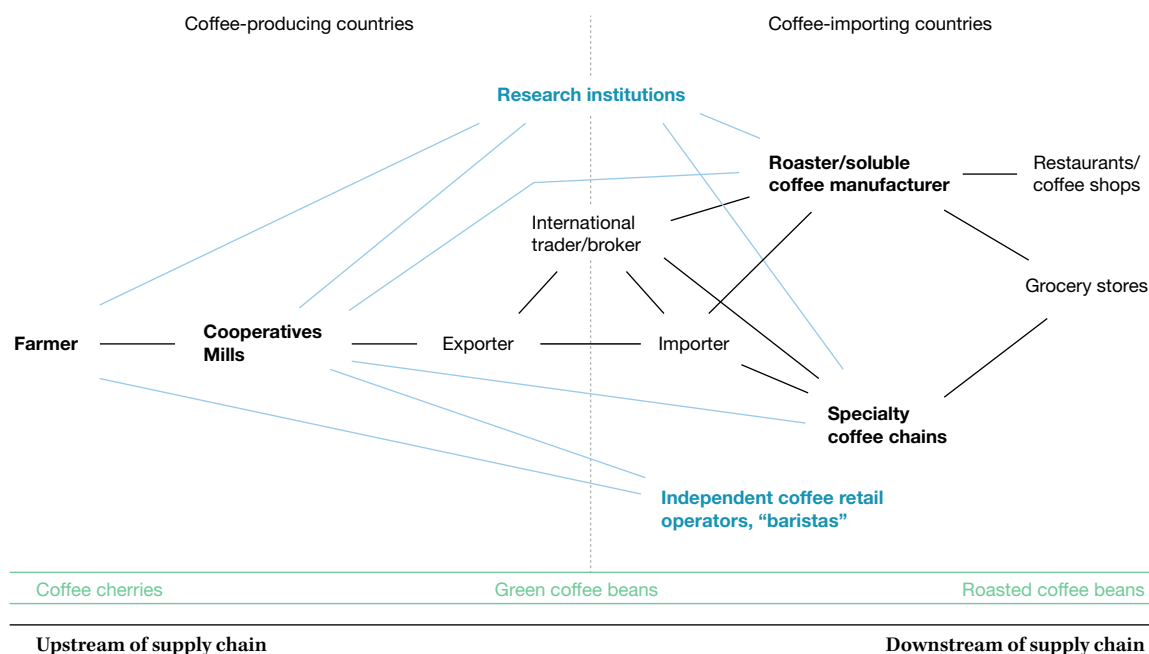 Coffee-producing countries
Coffee-importing countries
Research institutions
Roaster/soluble
coffee manufacturer
Restaurants/
coffee shops
International
trader/broker
Grocery stores
Farmer
Cooperatives
Mills
Exporter
Importer
Specialty
coffee chains
Independent coffee retail
operators, “baristas”
Coffee cherries
Green coffee beans
Roasted coffee beans
Upstream of supply chain
Downstream of supply chain